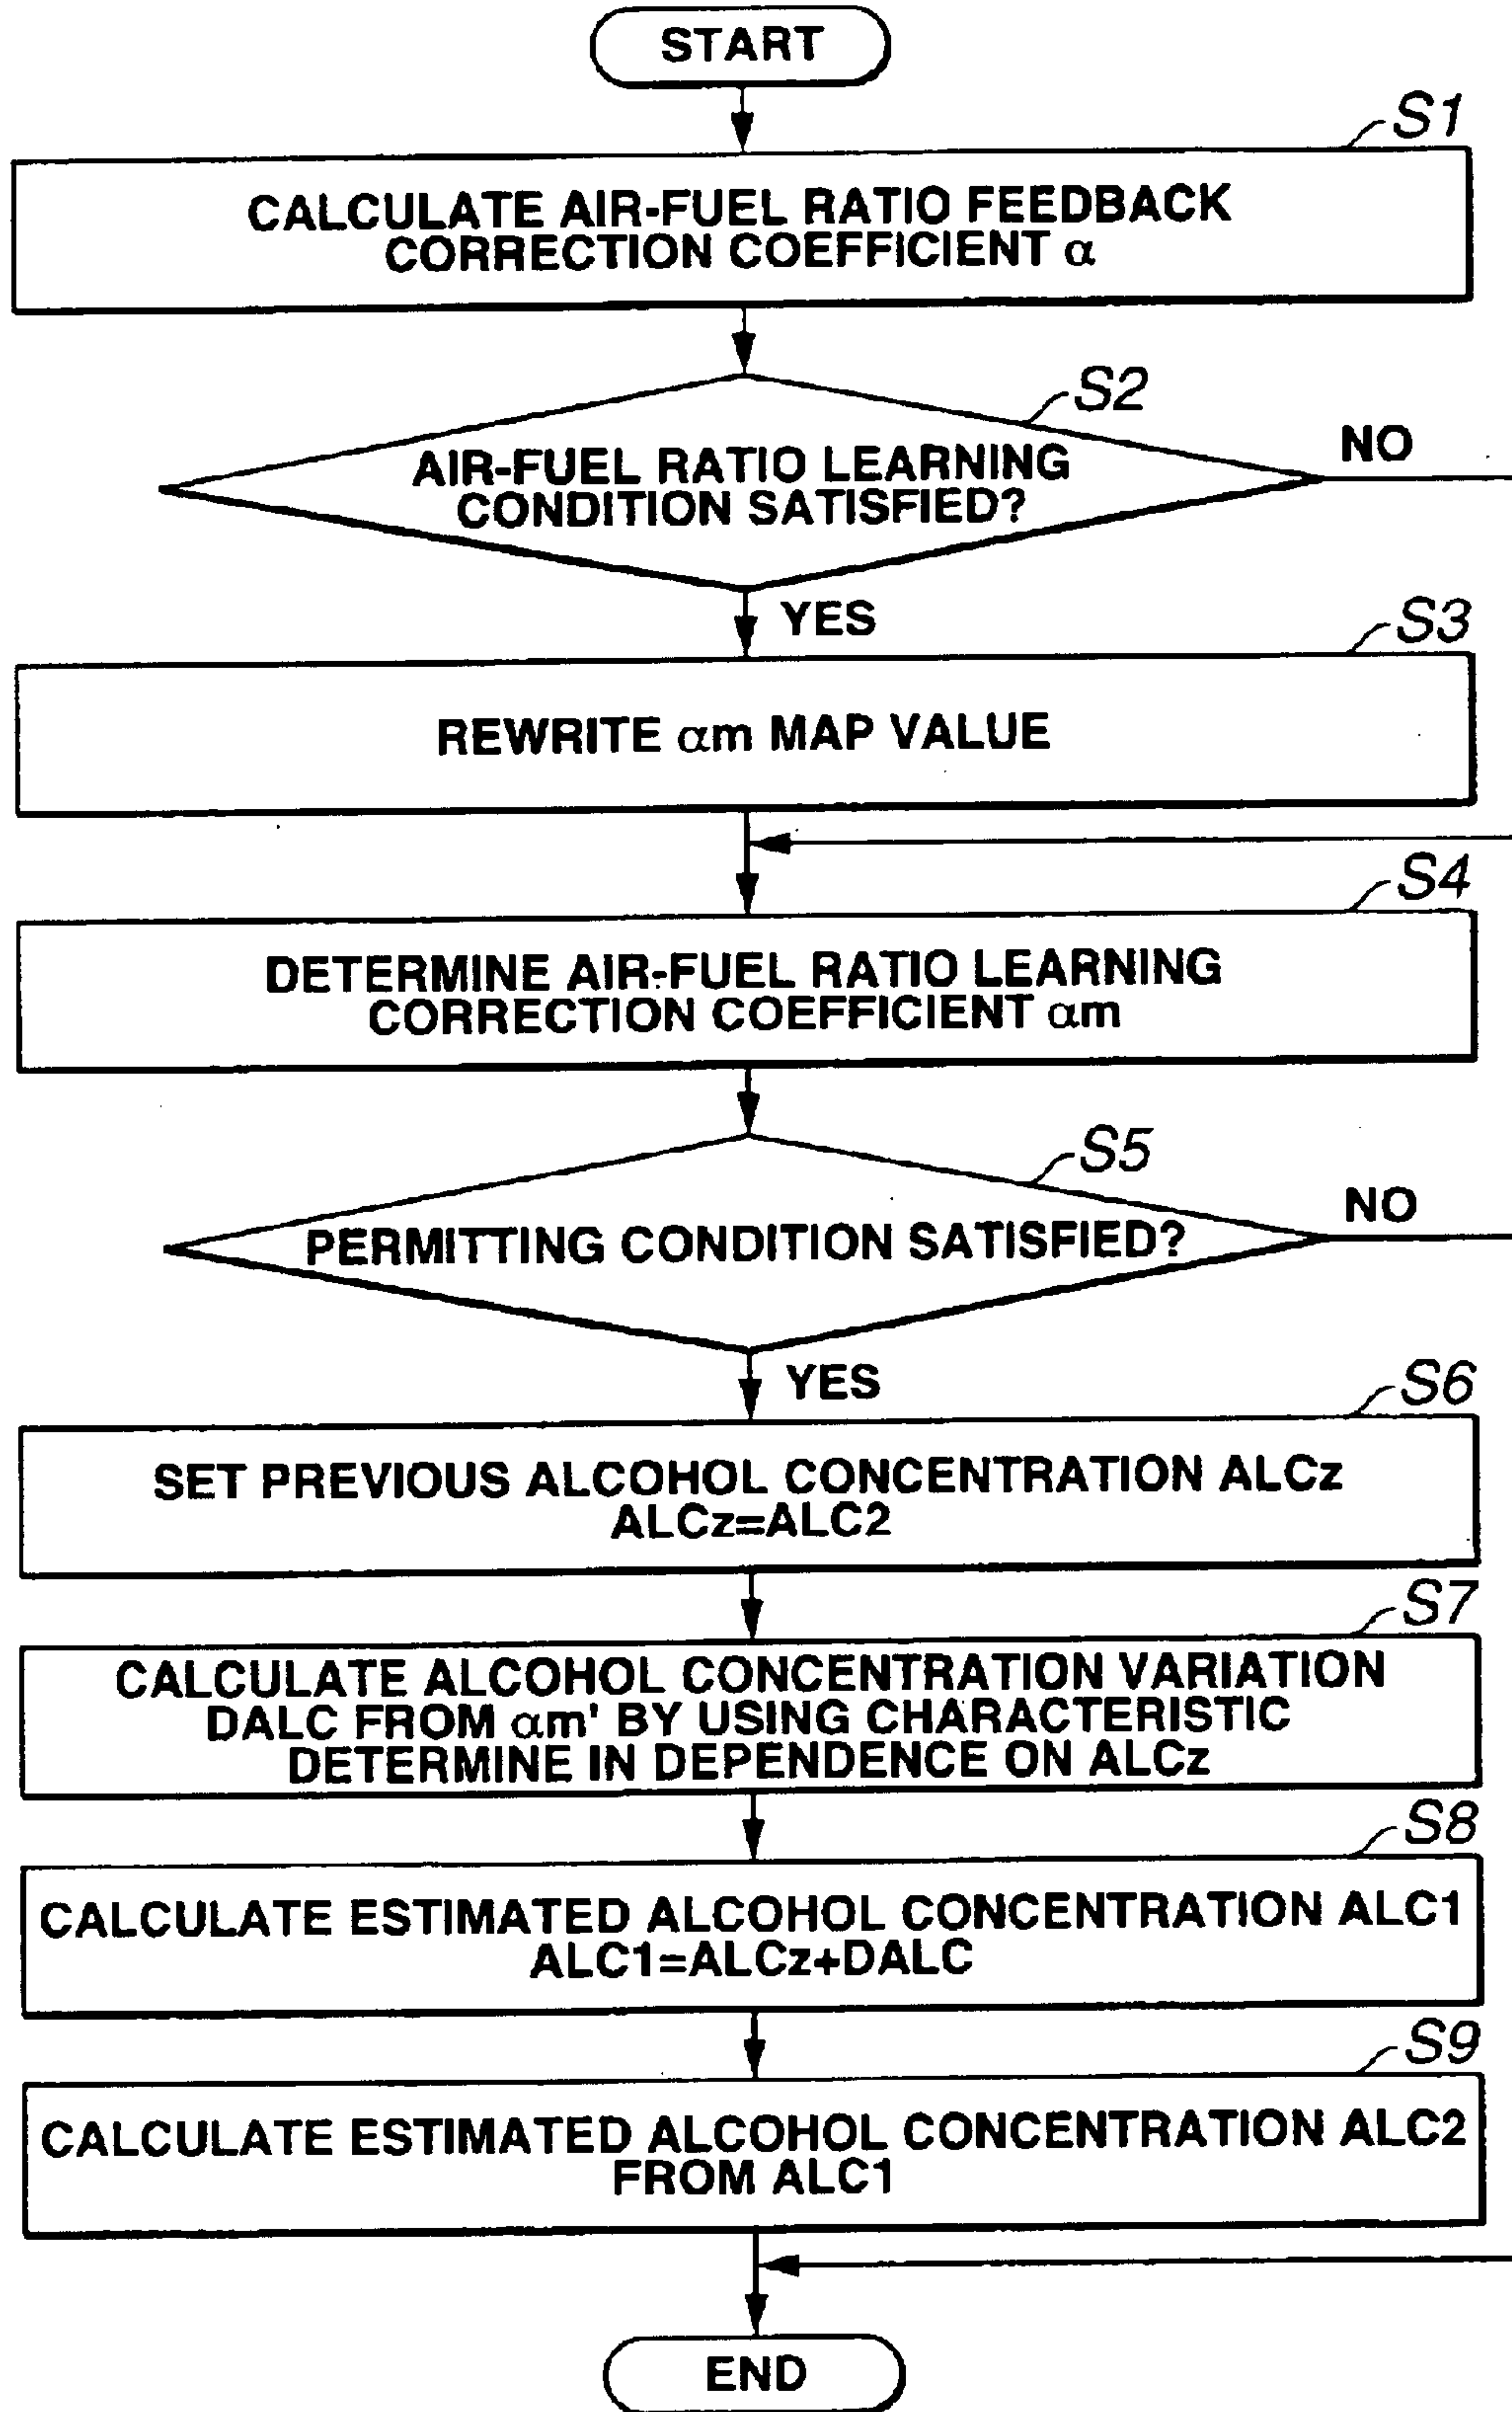 START
S1
CALCULATE AIR-FUEL RATIO FEEDBACK
CORRECTION COEFFICIENT α
S2
AIR-FUEL RATIO LEARNING
CONDITION SATISFIED?
NO
YES
S3
REWRITE αm MAP VALUE
S4
DETERMINE AIR-FUEL RATIO LEARNING
CORRECTION COEFFICIENT αm
S5
PERMITTING CONDITION SATISFIED?
NO
YES
S6
SET PREVIOUS ALCOHOL CONCENTRATION ALCz
ALCz=ALC2
S7
CALCULATE ALCOHOL CONCENTRATION VARIATION
DALC FROM αm' BY USING CHARACTERISTIC
DETERMINE IN DEPENDENCE ON ALCz
S8
CALCULATE ESTIMATED ALCOHOL CONCENTRATION ALC1
ALC1=ALCz+DALC
S9
CALCULATE ESTIMATED ALCOHOL CONCENTRATION ALC2
FROM ALC1
END